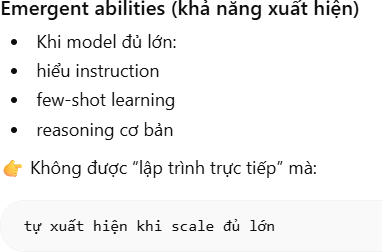 Emergent abilities (khả năng xuất hiện)
• Khi model đủ lớn:
• hiểu instruction
• few-shot learning
• reasoning cơ bản
👉 Không được “lập trình trực tiếp” mà:
tự xuất hiện khi scale đủ lớn